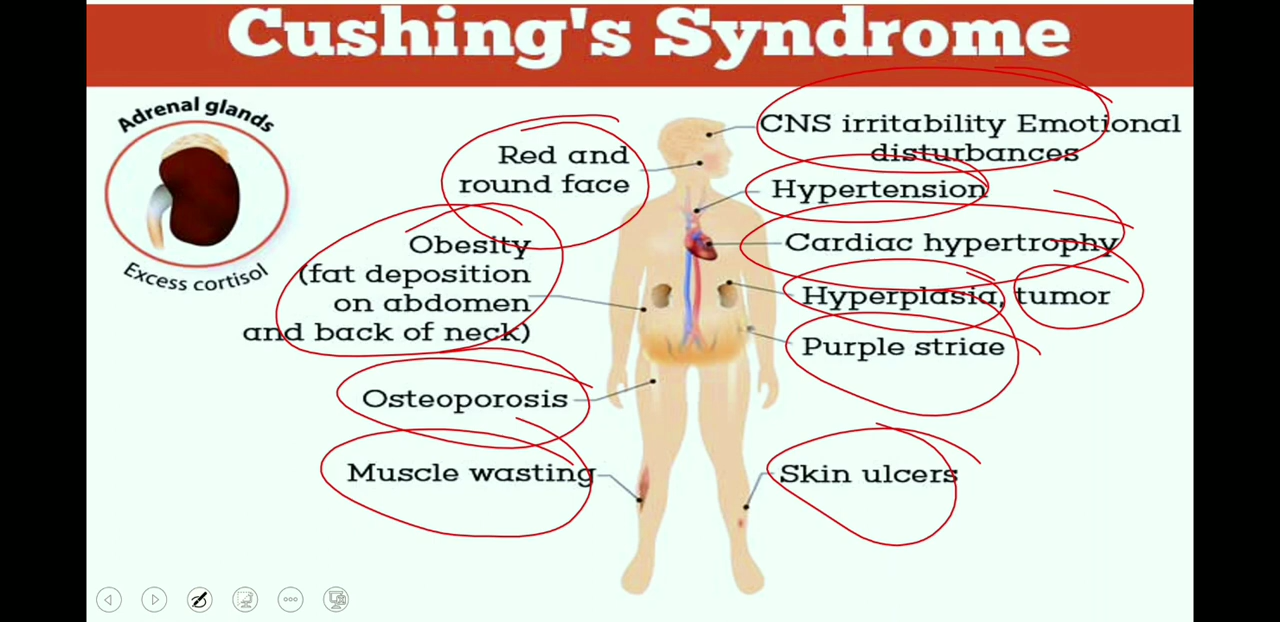 Cushing's Syndrome
Adrenal glands
Excess cortisol
Red and
round face
Obesity
(fat deposition
on abdomen
and back of neck)
Osteoporosis
Muscle wasting
CNS irritability Emotional
disturbances
Hypertension
Cardiac hypertrophy
Hyperplasia, tumor
Purple striae
Skin ulcers